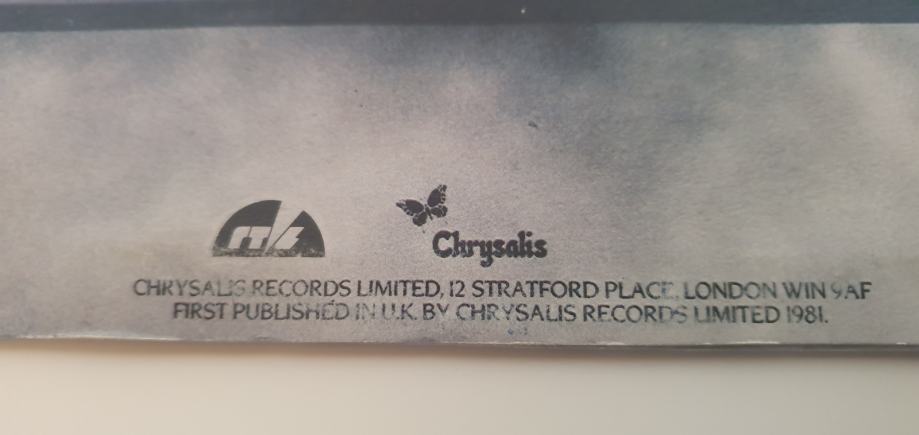 Chrysalis
CHRYSALIS RECORDS LIMITED, 12 STRATFORD PLACE, LONDON W1N 9AF
FIRST PUBLISHED IN U.K. BY CHRYSALIS RECORDS LIMITED 1981.